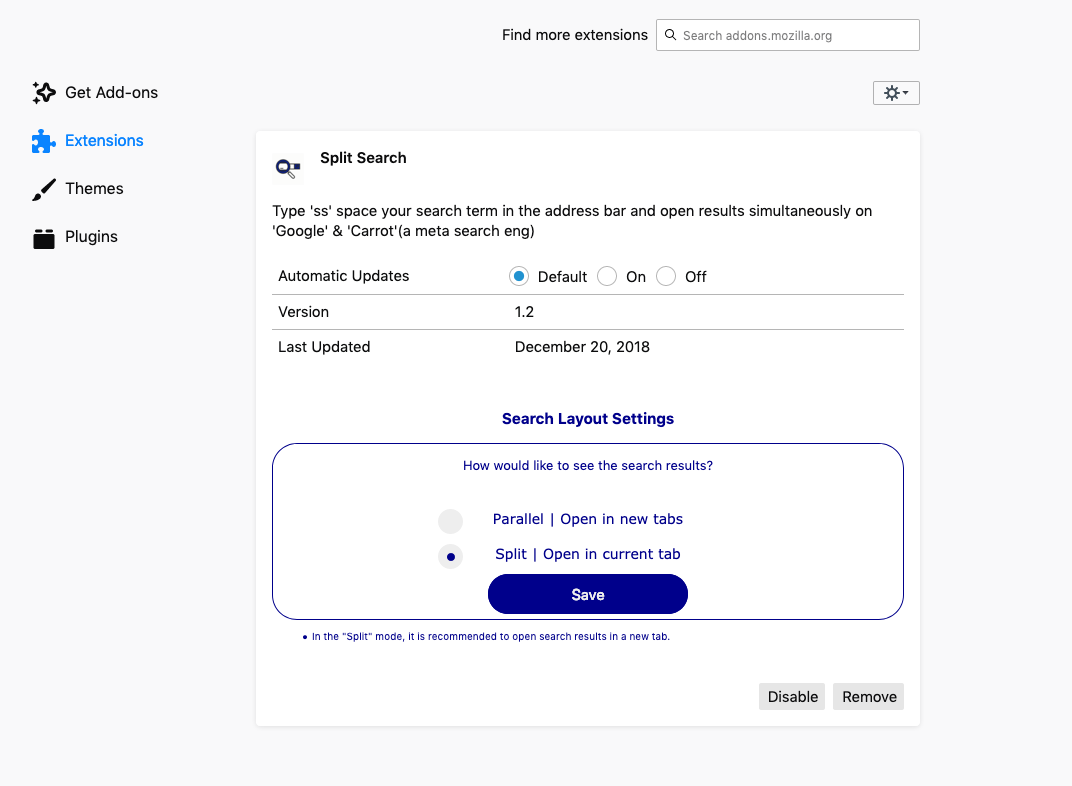 Find more extensions
Search addons.mozilla.org
Get Add-ons
Extensions
Themes
Plugins
Split Search
Type 'ss' space your search term in the address bar and open results simultaneously on
'Google' & 'Carrot'(a meta search eng)
Automatic Updates Default On Off
Version 1.2
Last Updated December 20, 2018
Search Layout Settings
How would like to see the search results?
Parallel | Open in new tabs
Split | Open in current tab
Save
• In the "Split" mode, it is recommended to open search results in a new tab.
Disable Remove